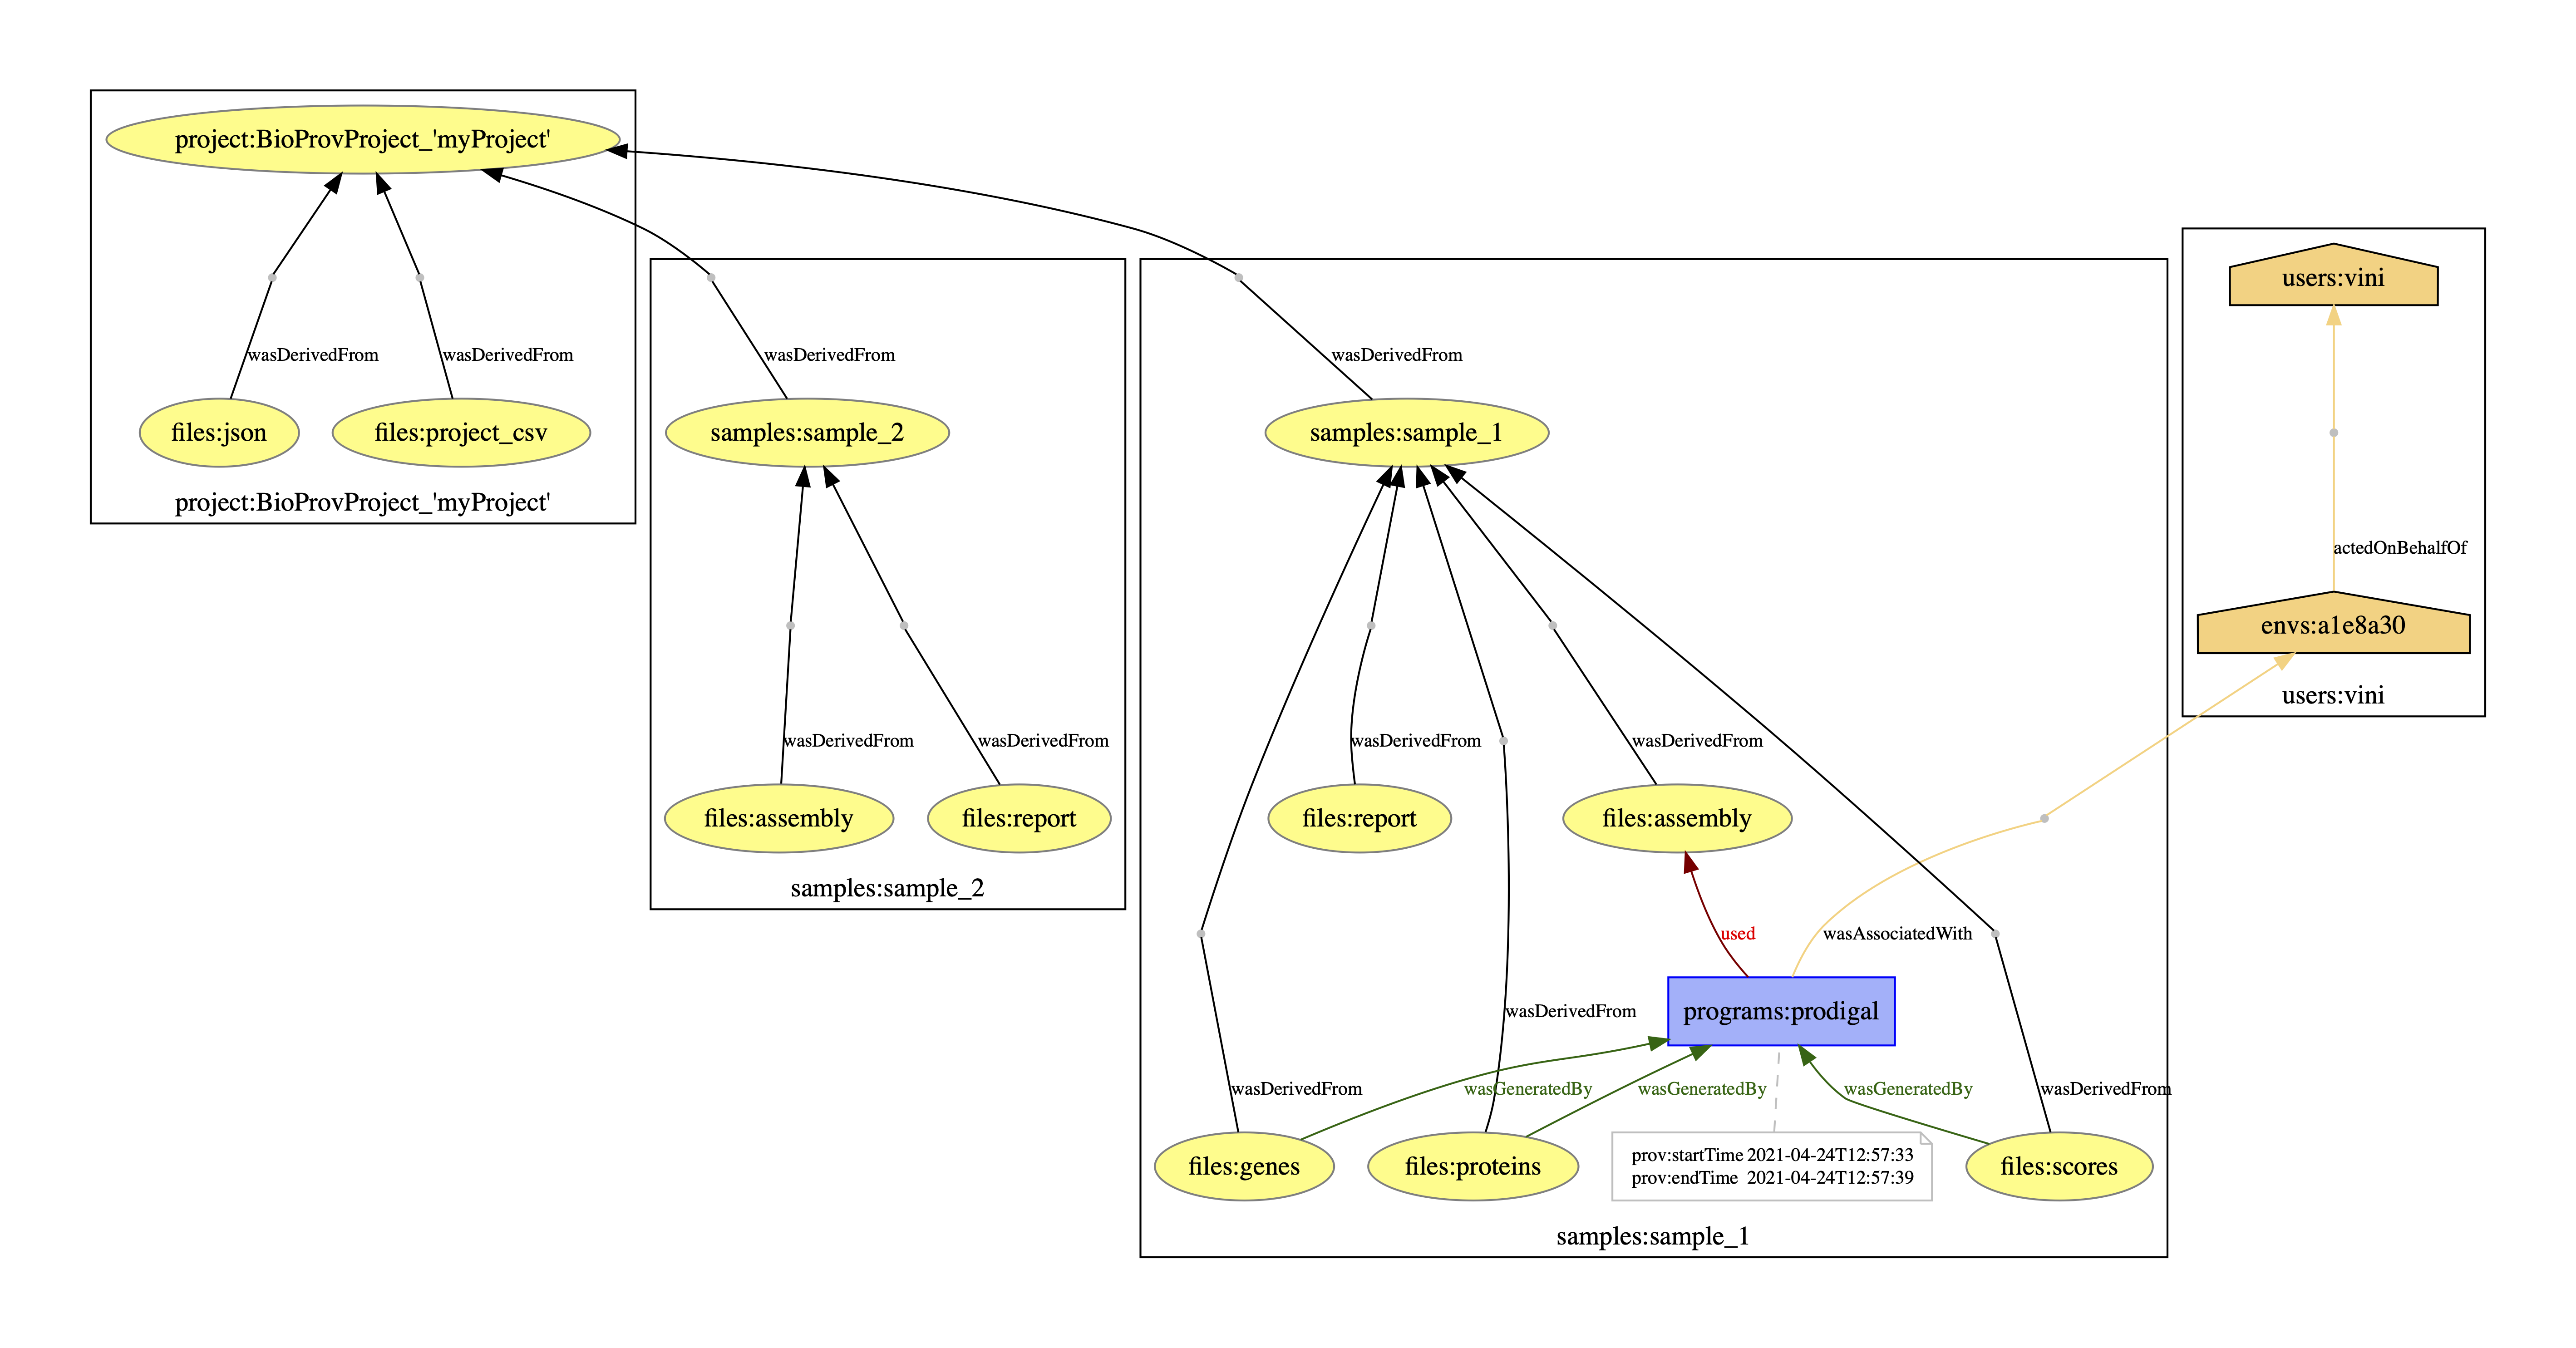 project:BioProvProject_'myProject'
wasDerivedFrom
wasDerivedFrom
files:json
files:project_csv
project:BioProvProject_'myProject'
wasDerivedFrom
samples:sample_2
wasDerivedFrom
wasDerivedFrom
files:assembly
files:report
samples:sample_2
wasDerivedFrom
samples:sample_1
wasDerivedFrom
wasDerivedFrom
files:report
files:assembly
used
wasAssociatedWith
wasDerivedFrom
programs:prodigal
wasDerivedFrom
wasGeneratedBy
wasGeneratedBy
wasGeneratedBy
wasDerivedFrom
files:genes
files:proteins
prov:startTime 2021-04-24T12:57:33
prov:endTime 2021-04-24T12:57:39
files:scores
samples:sample_1
users:vini
actedOnBehalfOf
envs:a1e8a30
users:vini